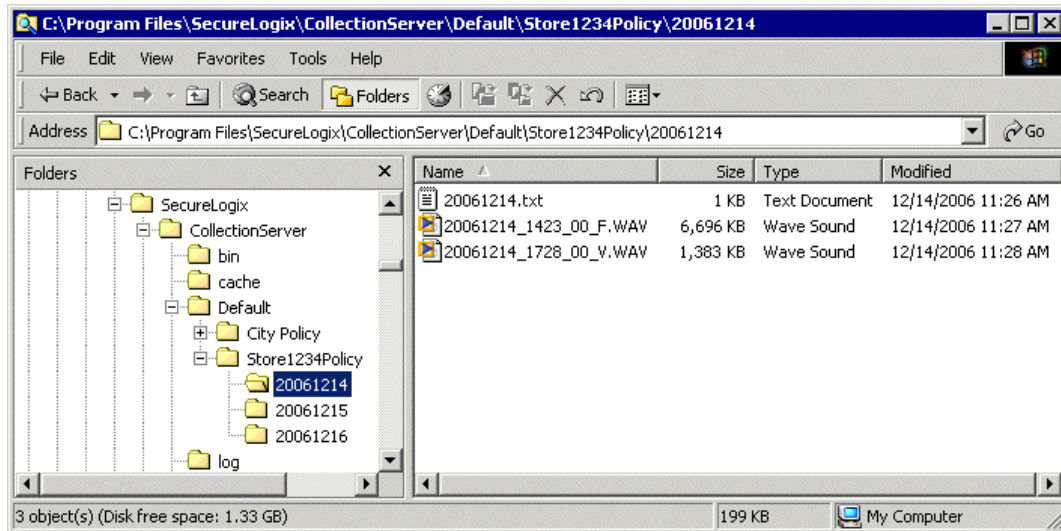 C:\Program Files\SecureLogix\CollectionServer\Default\Store1234Policy\20061214
File Edit View Favorites Tools Help
Back Search Folders
Address C:\Program Files\SecureLogix\CollectionServer\Default\Store1234Policy\20061214 Go
Folders
Name Size Type Modified
SecureLogix
CollectionServer
bin
cache
Default
City Policy
Store1234Policy
20061214
20061215
20061216
log
20061214.txt 1 KB Text Document 12/14/2006 11:26 AM
20061214_1423_00_F.WAV 6,696 KB Wave Sound 12/14/2006 11:27 AM
20061214_1728_00_V.WAV 1,383 KB Wave Sound 12/14/2006 11:28 AM
3 object(s) (Disk free space: 1.33 GB) 199 KB My Computer